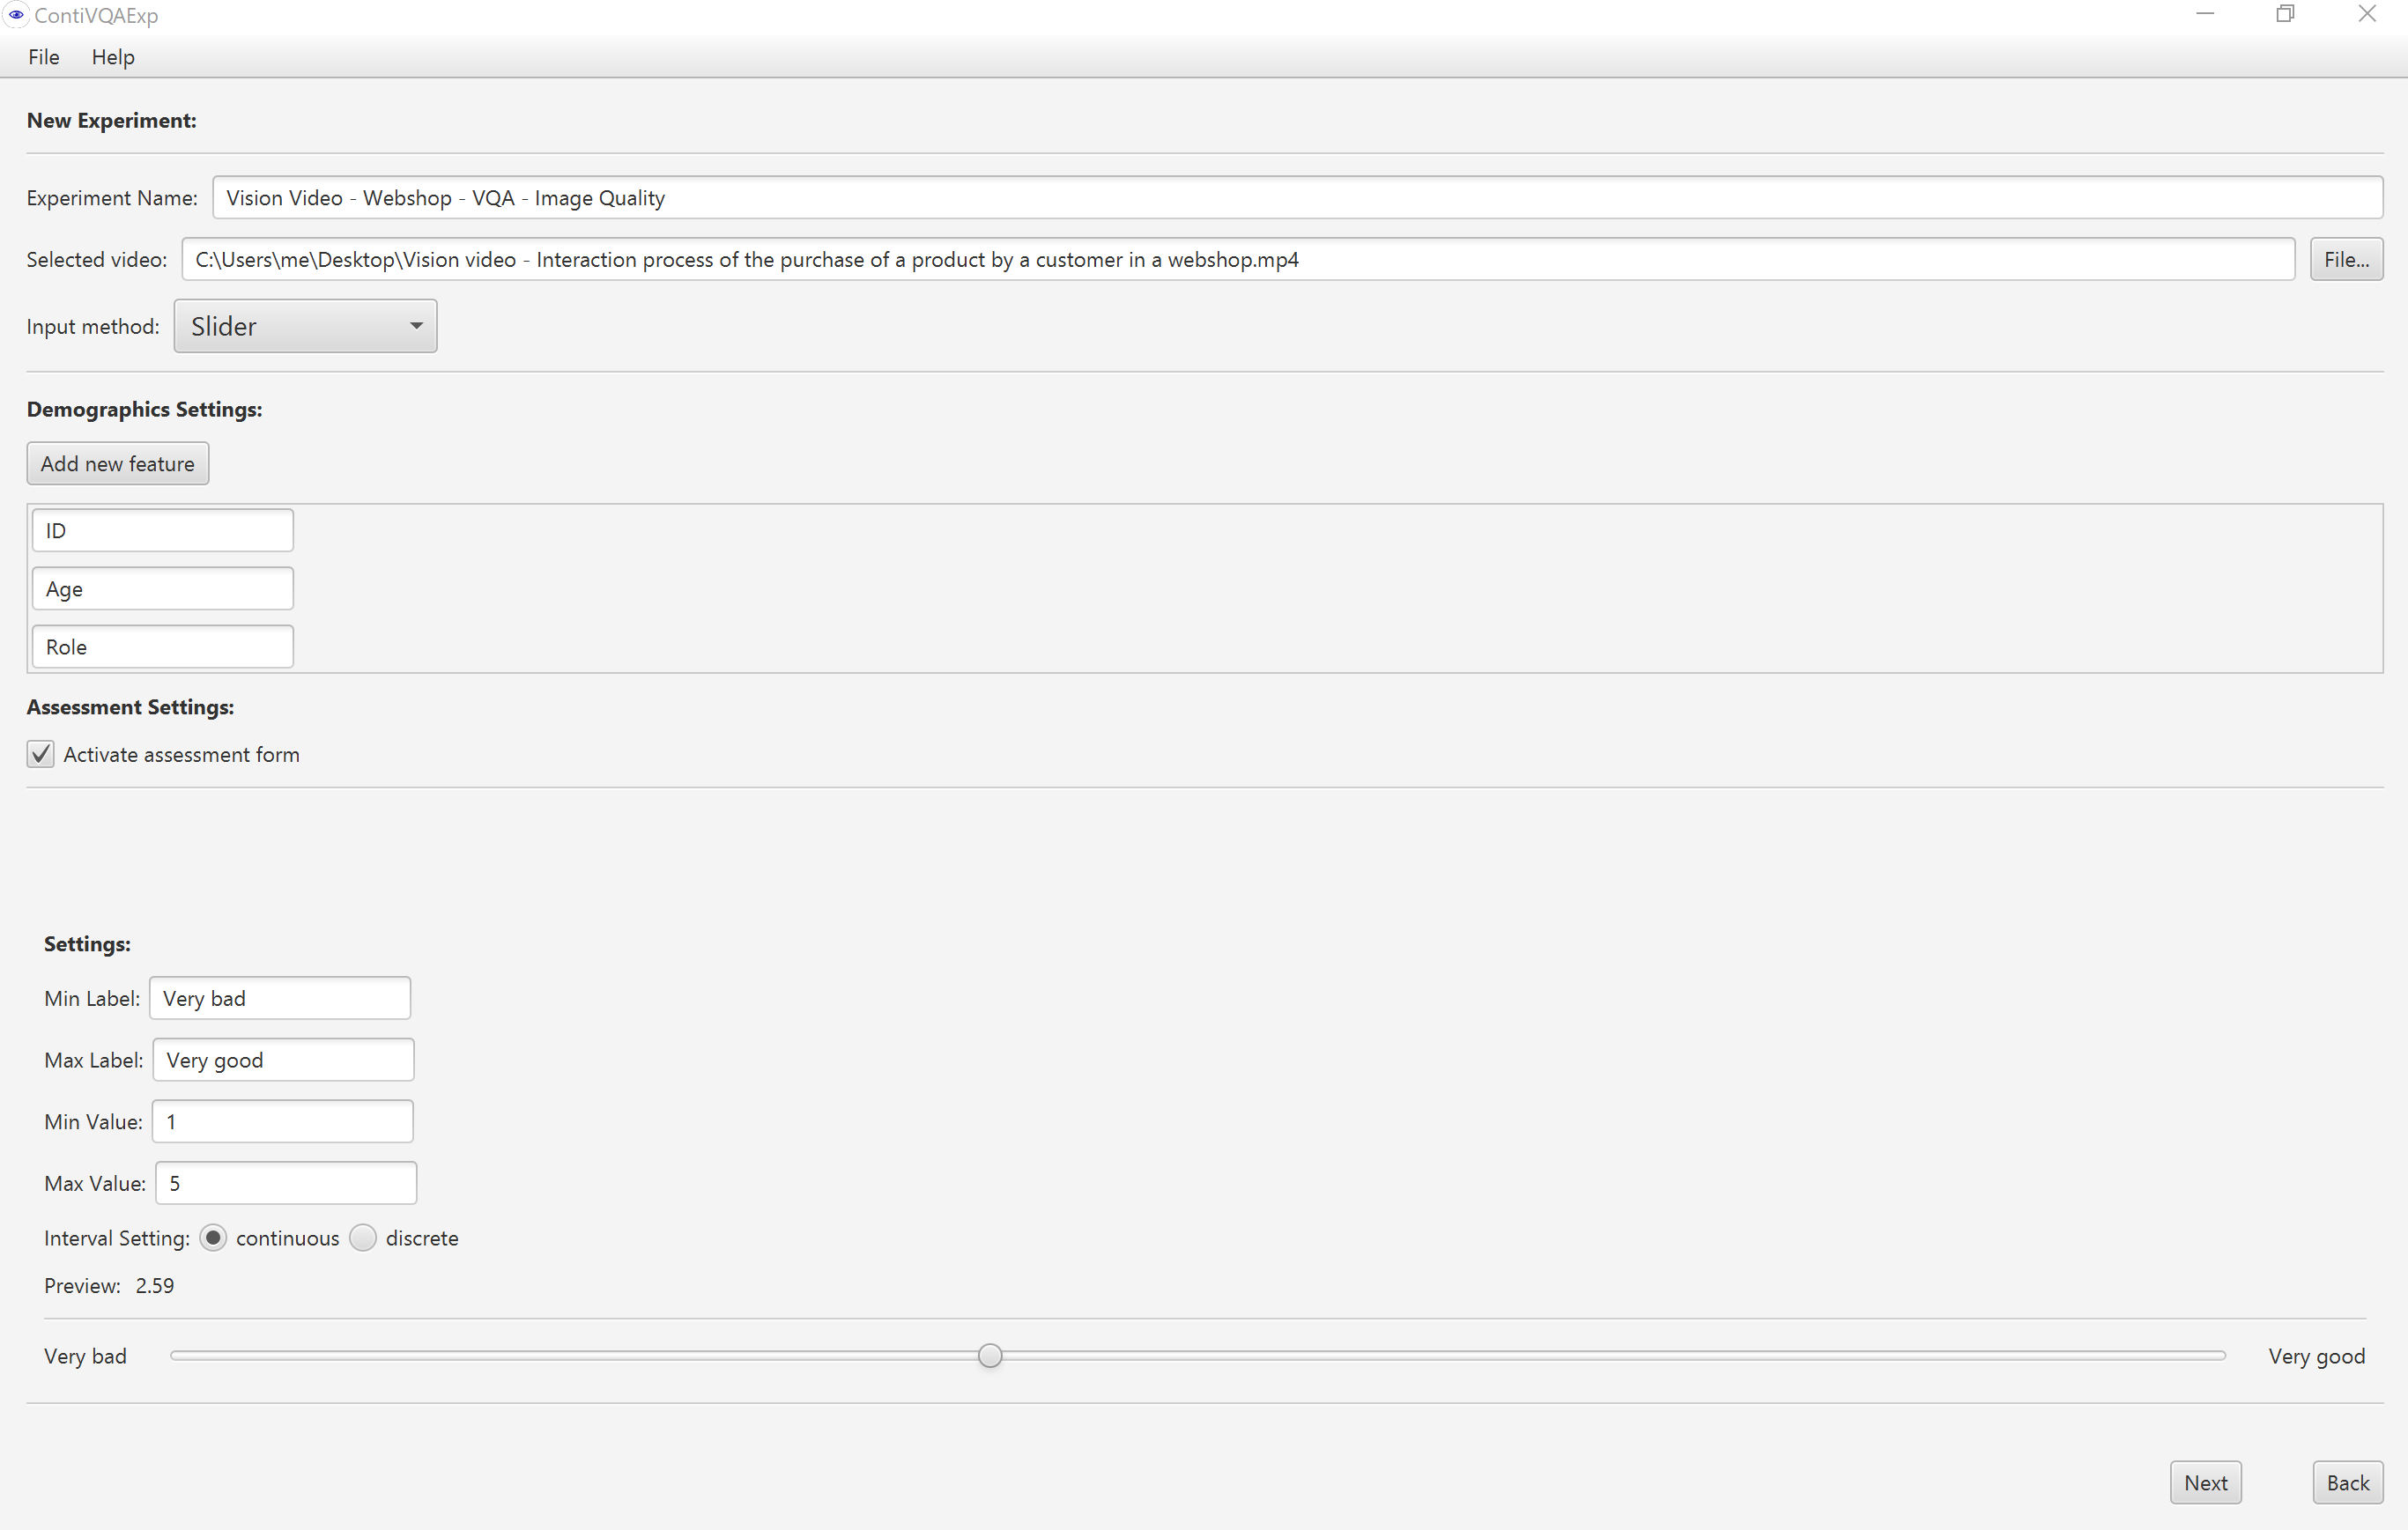 ContiVQAExp
File Help
New Experiment:
Experiment Name: Vision Video - Webshop - VQA - Image Quality
Selected video: C:\Users\me\Desktop\Vision video - Interaction process of the purchase of a product by a customer in a webshop.mp4 File...
Input method: Slider
Demographics Settings:
Add new feature
ID
Age
Role
Assessment Settings:
Activate assessment form
Settings:
Min Label: Very bad
Max Label: Very good
Min Value: 1
Max Value: 5
Interval Setting: continuous discrete
Preview: 2.59
Very bad Very good
Next Back